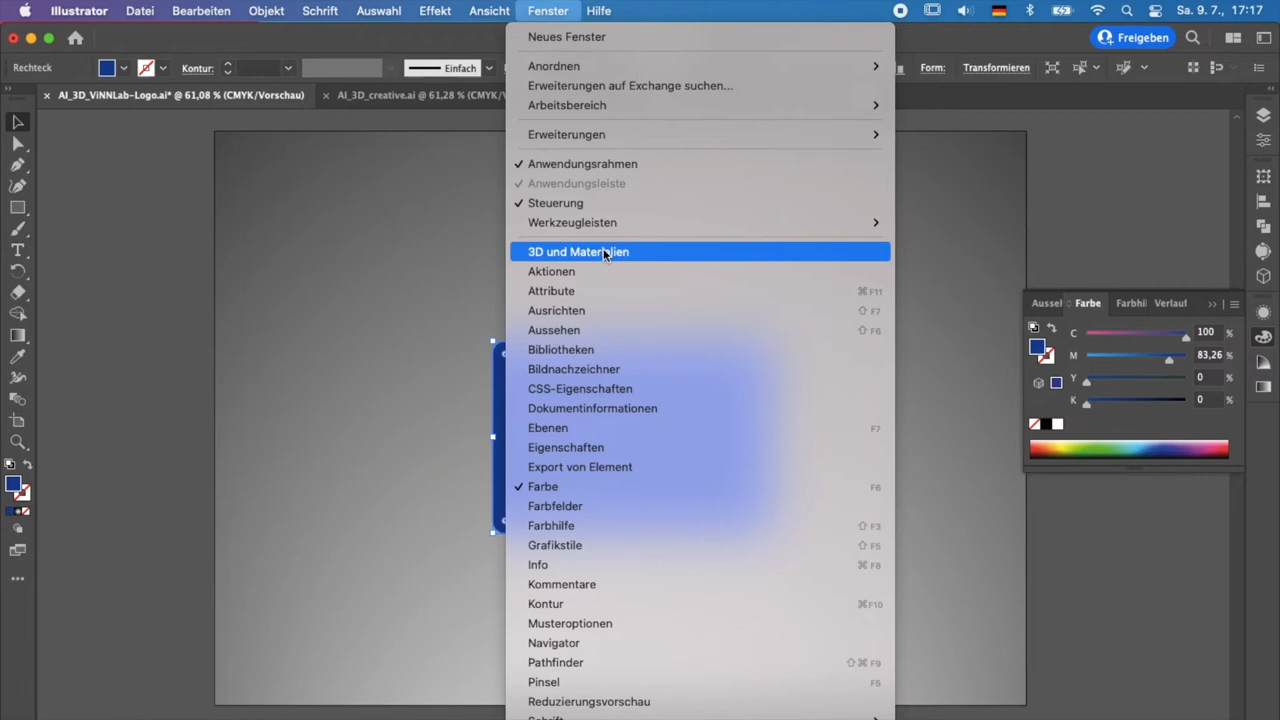 Illustrator Datei Bearbeiten Objekt Schrift Auswahl Effekt Ansicht Fenster Hilfe Sa. 9. 7., 17:17
Freigeben
Rechteck Kontur: Einfach Form: Transformieren
AI_3D_ViNNLab-Logo.ai* @ 61,08 % (CMYK/Vorschau) AI_3D_creative.ai @ 61,28 % (CMYK/V
Neues Fenster
Anordnen
Erweiterungen auf Exchange suchen...
Arbeitsbereich
Erweiterungen
Anwendungsrahmen
Anwendungsleiste
Steuerung
Werkzeugleisten
3D und Materialien
Aktionen
Attribute ⌘F11
Ausrichten ⇧F7
Aussehen ⇧F6
Bibliotheken
Bildnachzeichner
CSS-Eigenschaften
Dokumentinformationen
Ebenen F7
Eigenschaften
Export von Element
Farbe F6
Farbfelder
Farbhilfe ⇧F3
Grafikstile ⇧F5
Info ⌘F8
Kommentare
Kontur ⌘F10
Musteroptionen
Navigator
Pathfinder ⇧⌘F9
Pinsel F5
Reduzierungsvorschau
Aussel Farbe Farbhi Verlauf
C 100 %
M 83,26 %
Y 0 %
K 0 %